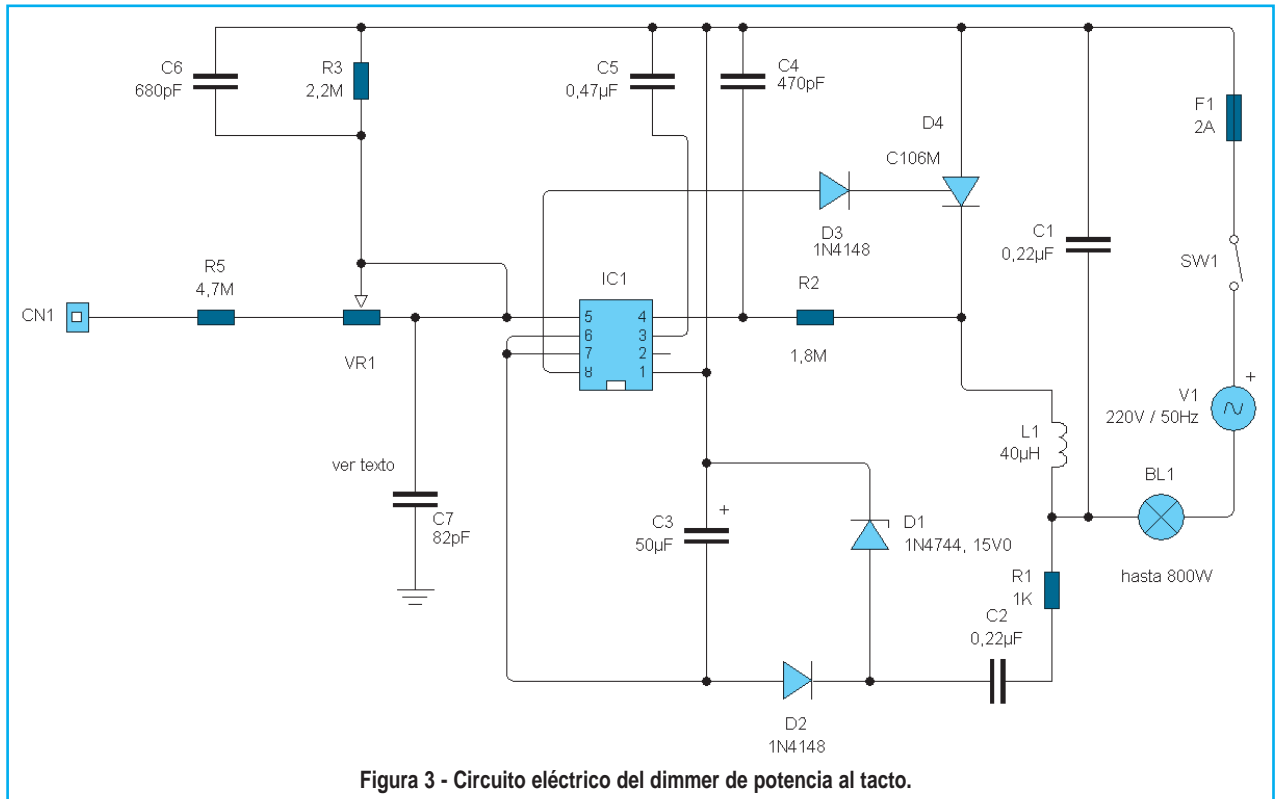 C6
680pF
R3
2,2M
C5
0,47µF
C4
470pF
D4
C106M
F1
2A
D3
1N4148
C1
0,22µF
SW1
R5
4,7M
IC1
R2
1,8M
CN1
VR1
5 4
6 3
7 2
8 1
+
V1
220V / 50Hz
L1
40µH
ver texto
C7
82pF
+
C3
50µF
D1
1N4744, 15V0
BL1
hasta 800W
R1
1K
C2
0,22µF
D2
1N4148
Figura 3 - Circuito eléctrico del dimmer de potencia al tacto.